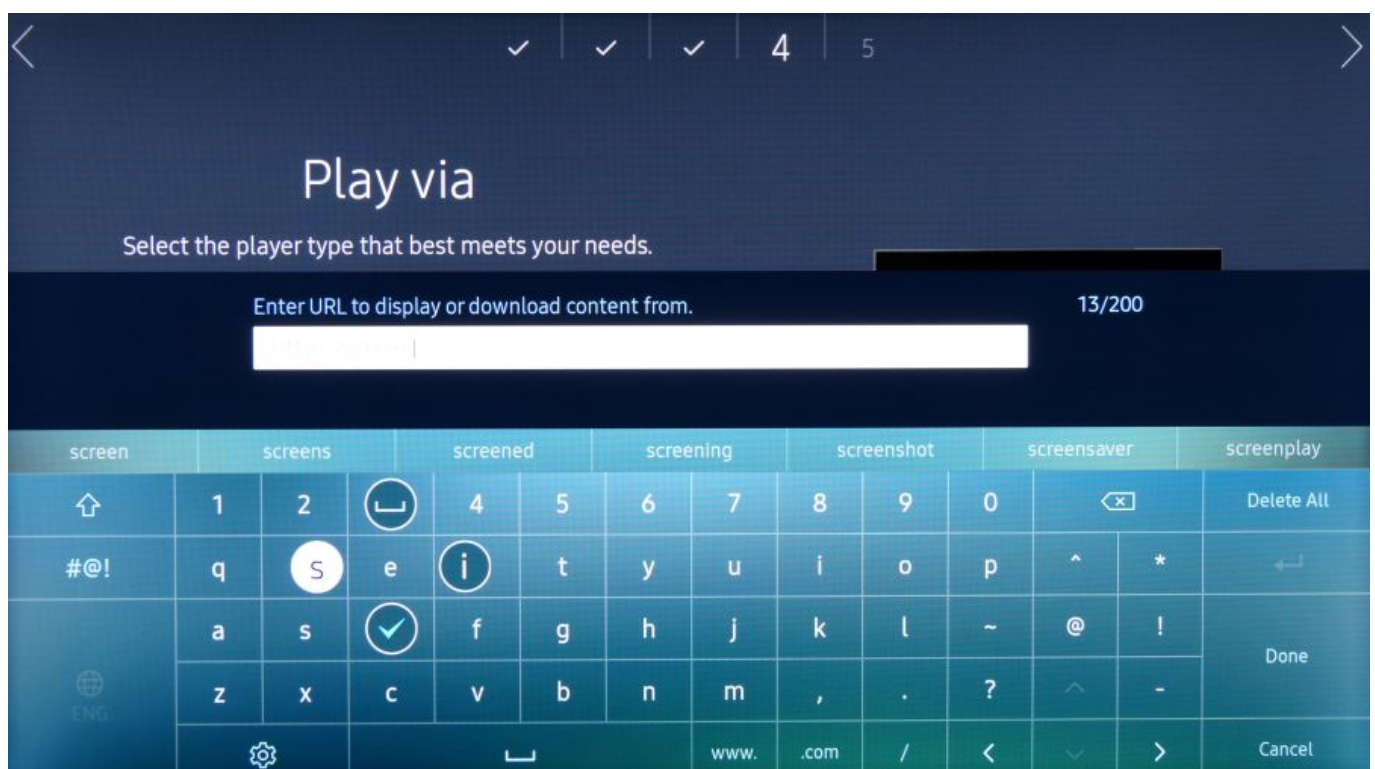 4 5
Play via
Select the player type that best meets your needs.
Enter URL to display or download content from.
13/200
screen screens screened screening screenshot screensaver screenplay
1 2 4 5 6 7 8 9 0 Delete All
#@! q s e i t y u i o p ^ *
a s f g h j k l ~ @ !
Done
ENG z x c v b n m , . ? -
www. .com / < > Cancel